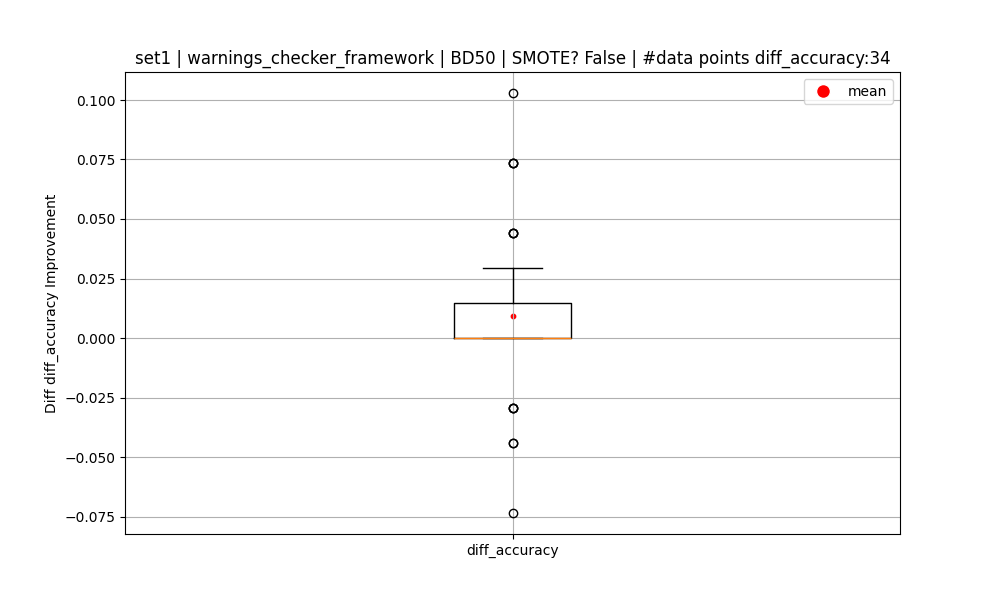 set1 | warnings_checker_framework | BD50 | SMOTE? False | #data points diff_accuracy:34
mean
0.100
0.075
0.050
0.025
0.000
−0.025
−0.050
−0.075
Diff diff_accuracy Improvement
diff_accuracy